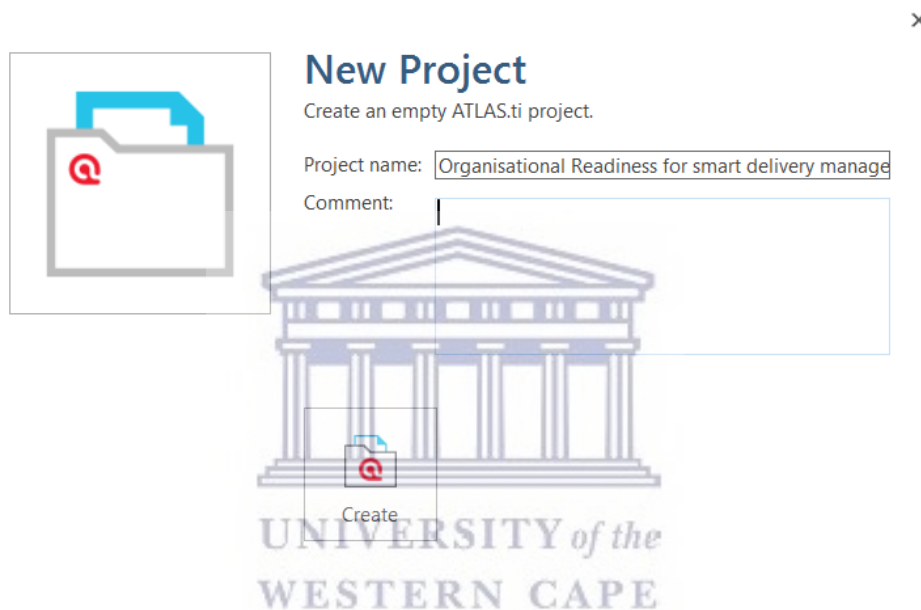 New Project
Create an empty ATLAS.ti project.
Project name: Organisational Readiness for smart delivery manage
Comment:
Create
UNIVERSITY of the
WESTERN CAPE